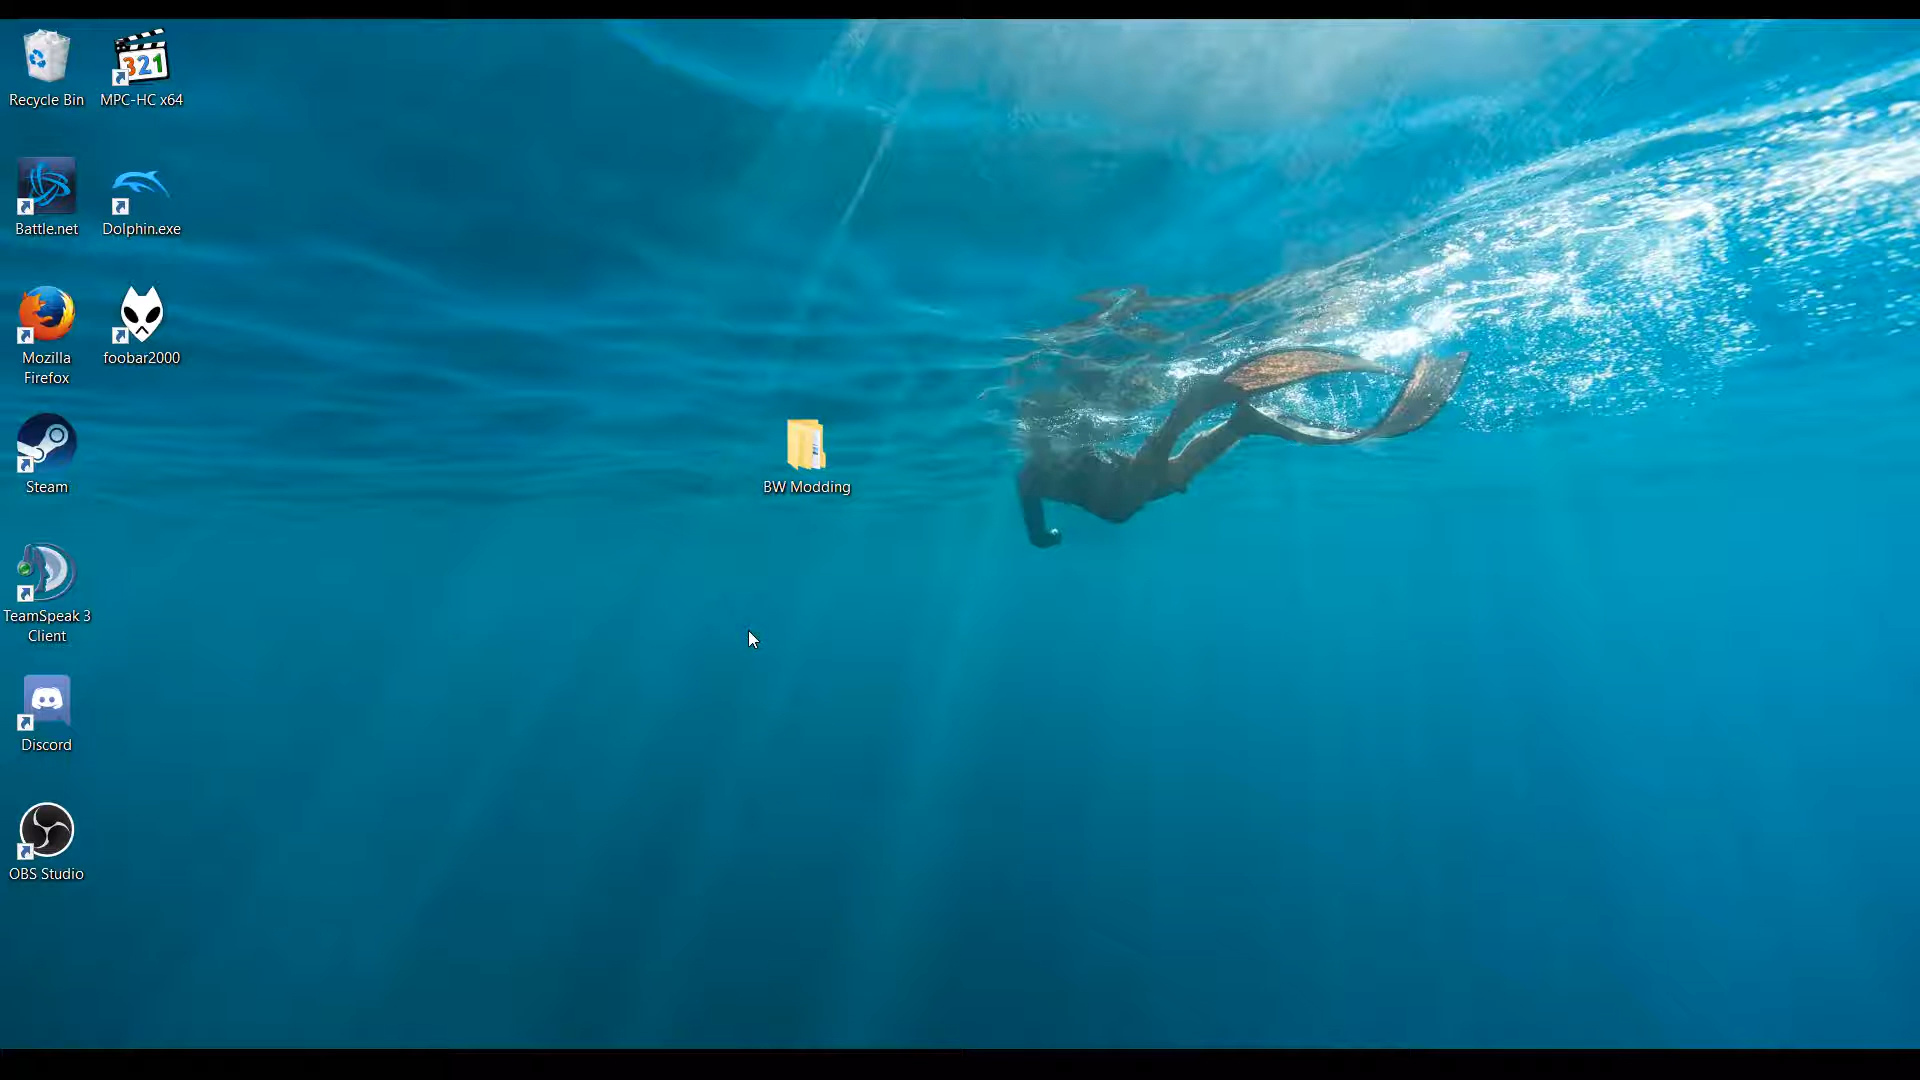 Recycle Bin
MPC-HC x64
321
Battle.net
Dolphin.exe
Mozilla
Firefox
foobar2000
Steam
BW Modding
TeamSpeak 3
Client
Discord
OBS Studio